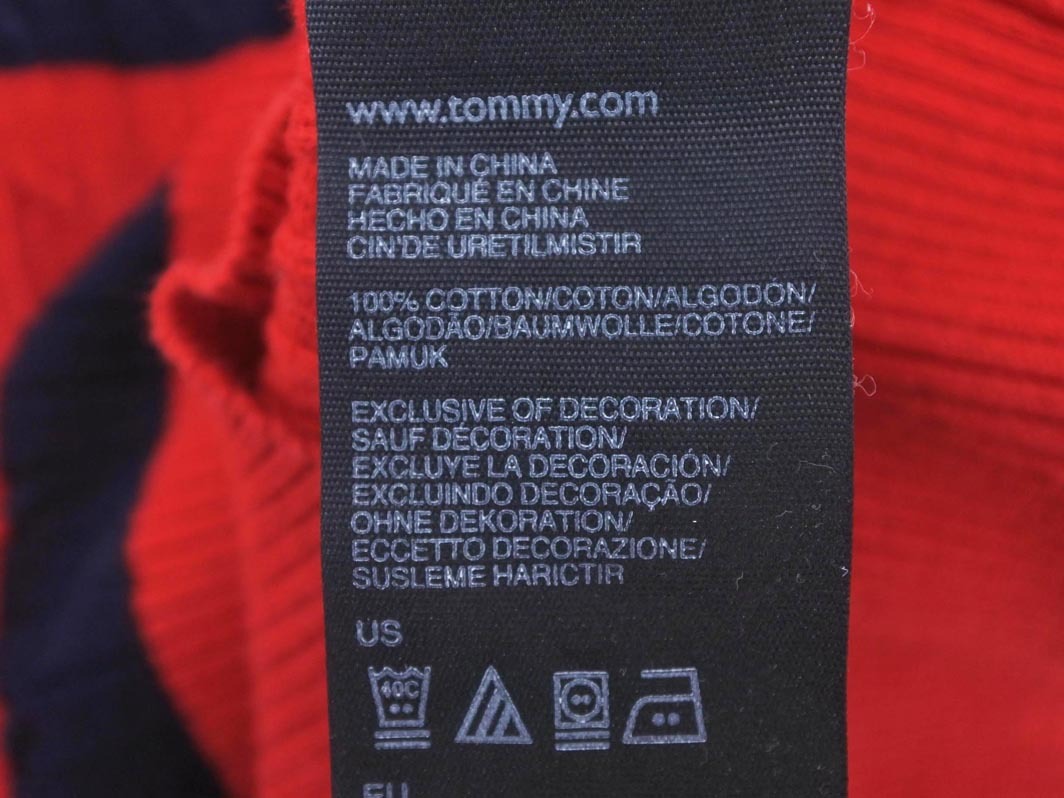 www.tommy.com
MADE IN CHINA
FABRIQUÉ EN CHINE
HECHO EN CHINA
CIN'DE URETILMISTIR
100% COTTON/COTON/ALGODÓN/
ALGODÃO/BAUMWOLLE/COTONE/
PAMUK
EXCLUSIVE OF DECORATION/
SAUF DÉCORATION/
EXCLUYE LA DECORACIÓN/
EXCLUINDO DECORAÇÃO/
OHNE DEKORATION/
ECCETTO DECORAZIONE/
SUSLEME HARICTIR
US
40C
EU